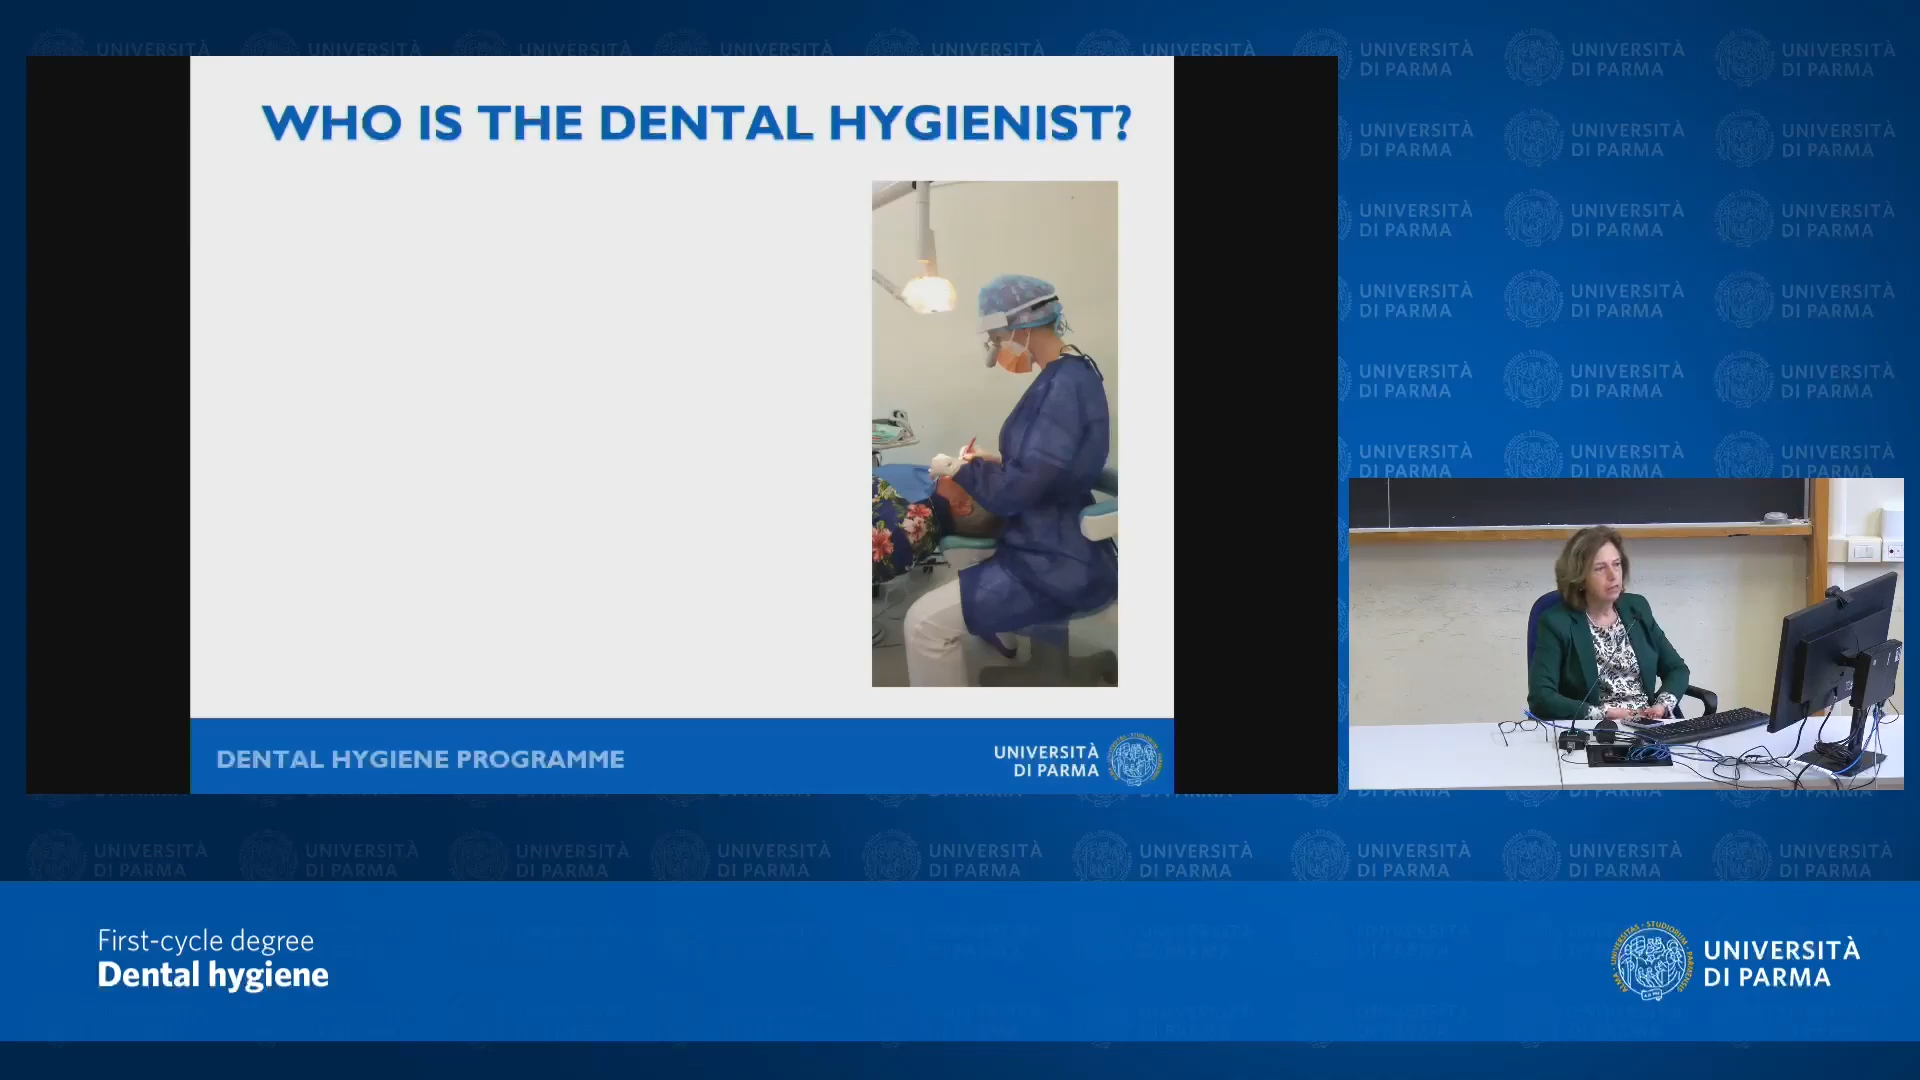 WHO IS THE DENTAL HYGIENIST?
DENTAL HYGIENE PROGRAMME
UNIVERSITÀ
DI PARMA
First-cycle degree
Dental hygiene
UNIVERSITÀ
DI PARMA